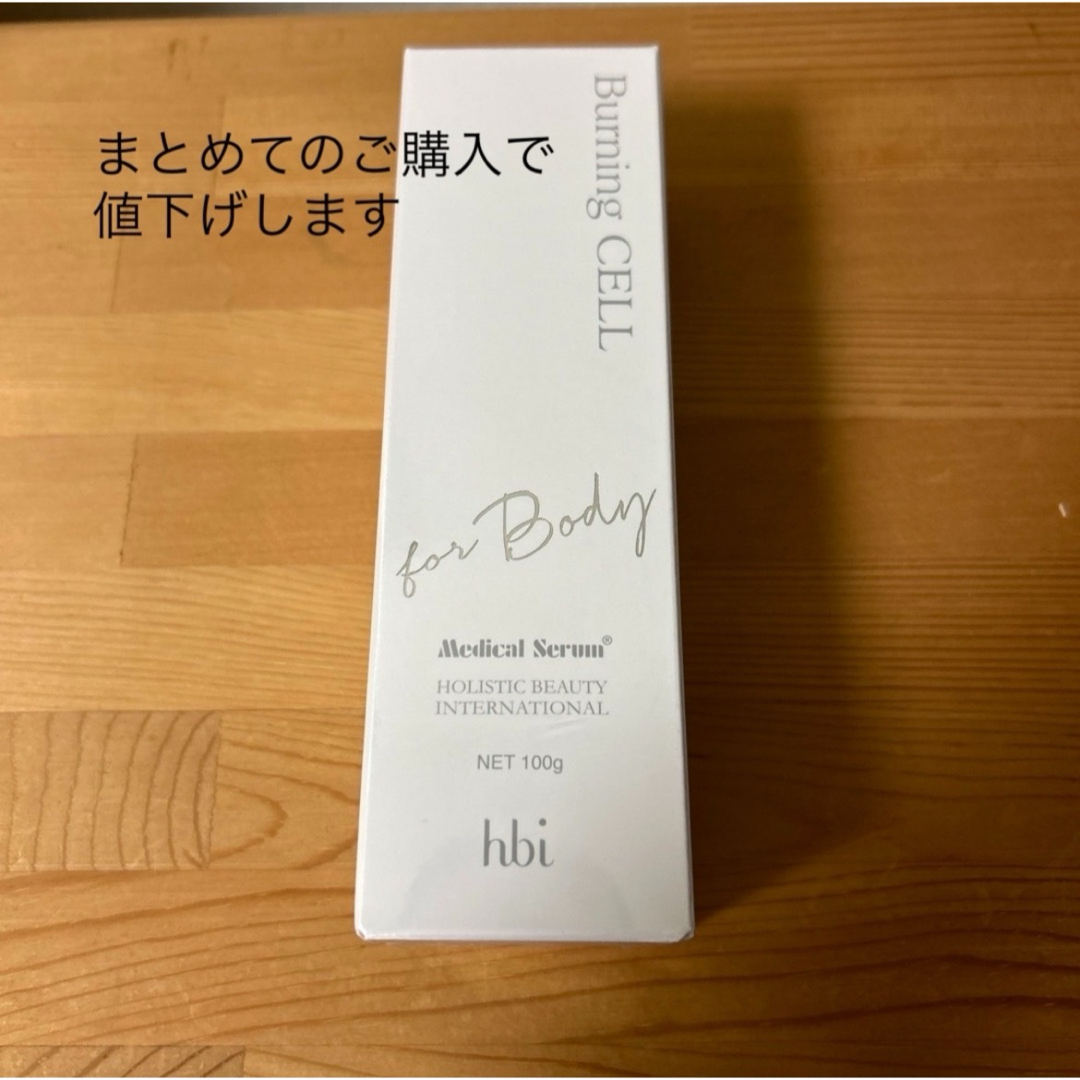 まとめてのご購入で
値下げします
Burning CELL
for Body
Medical Serum®
HOLISTIC BEAUTY
INTERNATIONAL
NET 100g
hbi